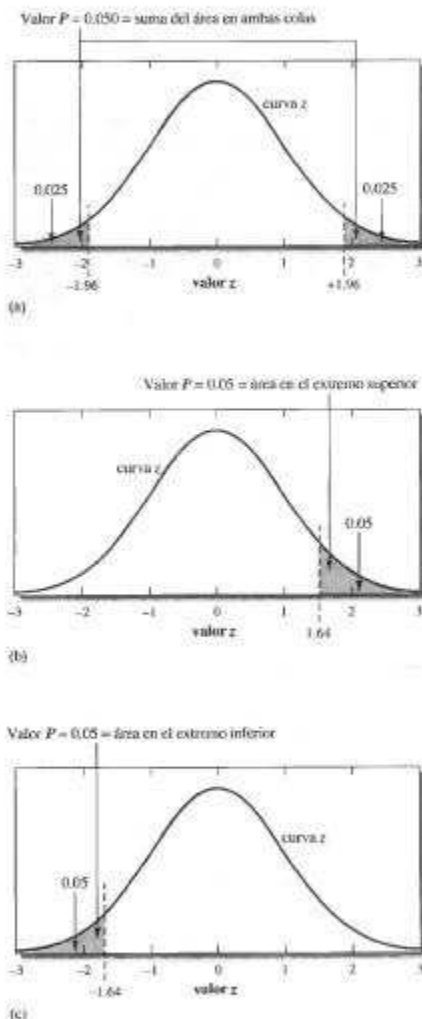 Valor P = 0.050 = suma del área en ambas colas
curva z
0.025
0.025
−3 −2 −1 0 1 2 3
−1.96 +1.96
valor z
(a)
Valor P = 0.05 = área en el extremo superior
curva z
0.05
−3 −2 −1 0 1 2 3
1.64
valor z
(b)
Valor P = 0.05 = área en el extremo inferior
curva z
0.05
−3 −2 −1 0 1 2 3
−1.64
valor z
(c)